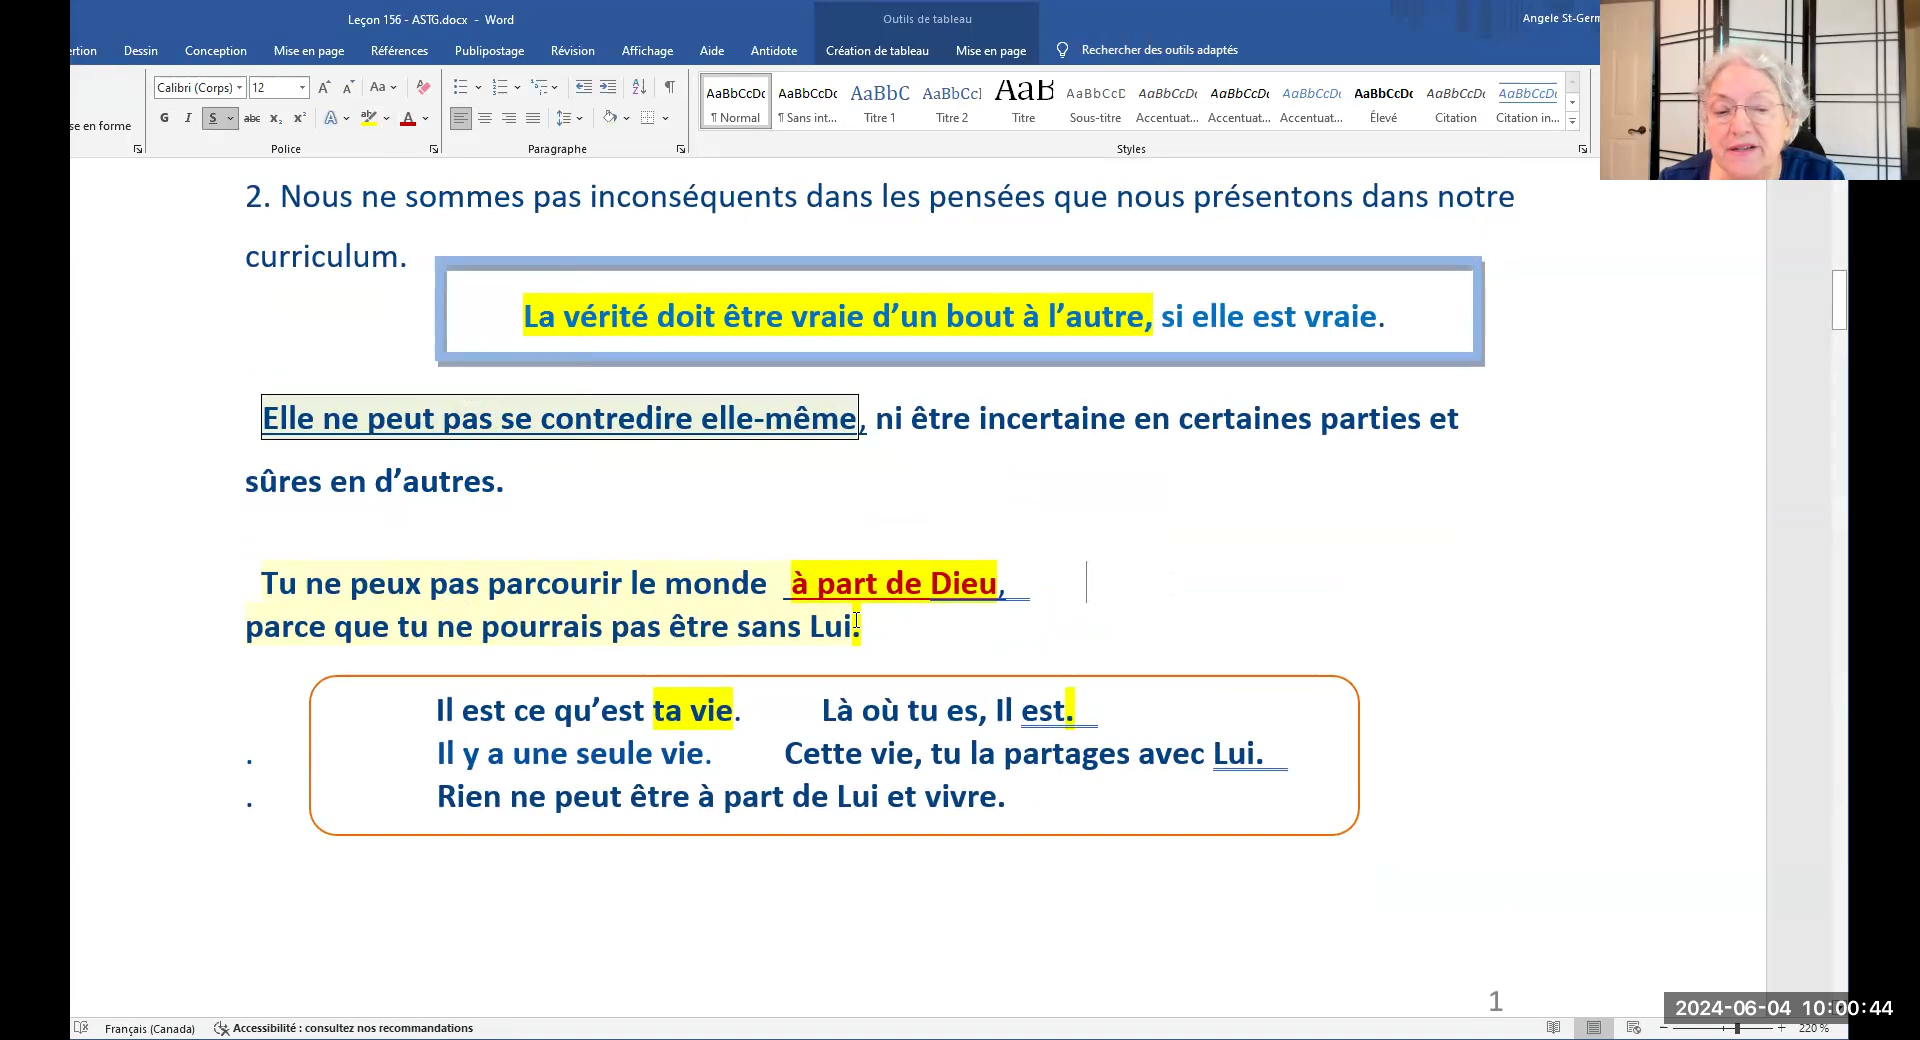 Leçon 156 - ASTG.docx - Word
Outils de tableau
Angele St-Germ
ertion Dessin Conception Mise en page Références Publipostage Révision Affichage Aide Antidote Création de tableau Mise en page Rechercher des outils adaptés
Calibri (Corps) 12 Aa
AaBbCcDc AaBbCcDc AaBbC AaBbCcI AaB AaBbCcD AaBbCcDc AaBbCcDc AaBbCcDc AaBbCcDc AaBbCcDc AaBbCcDc
se en forme G I S abc x₂ x² A A
¶ Normal ¶ Sans int... Titre 1 Titre 2 Titre Sous-titre Accentuat... Accentuat... Accentuat... Élevé Citation Citation in...
Police Paragraphe Styles
2. Nous ne sommes pas inconséquents dans les pensées que nous présentons dans notre
curriculum.
La vérité doit être vraie d’un bout à l’autre, si elle est vraie.
Elle ne peut pas se contredire elle-même, ni être incertaine en certaines parties et
sûres en d’autres.
Tu ne peux pas parcourir le monde à part de Dieu,
parce que tu ne pourrais pas être sans Lui.
Il est ce qu’est ta vie. Là où tu es, Il est.
. Il y a une seule vie. Cette vie, tu la partages avec Lui.
. Rien ne peut être à part de Lui et vivre.
1
2024-06-04 10:00:44
Français (Canada) Accessibilité : consultez nos recommandations 220 %